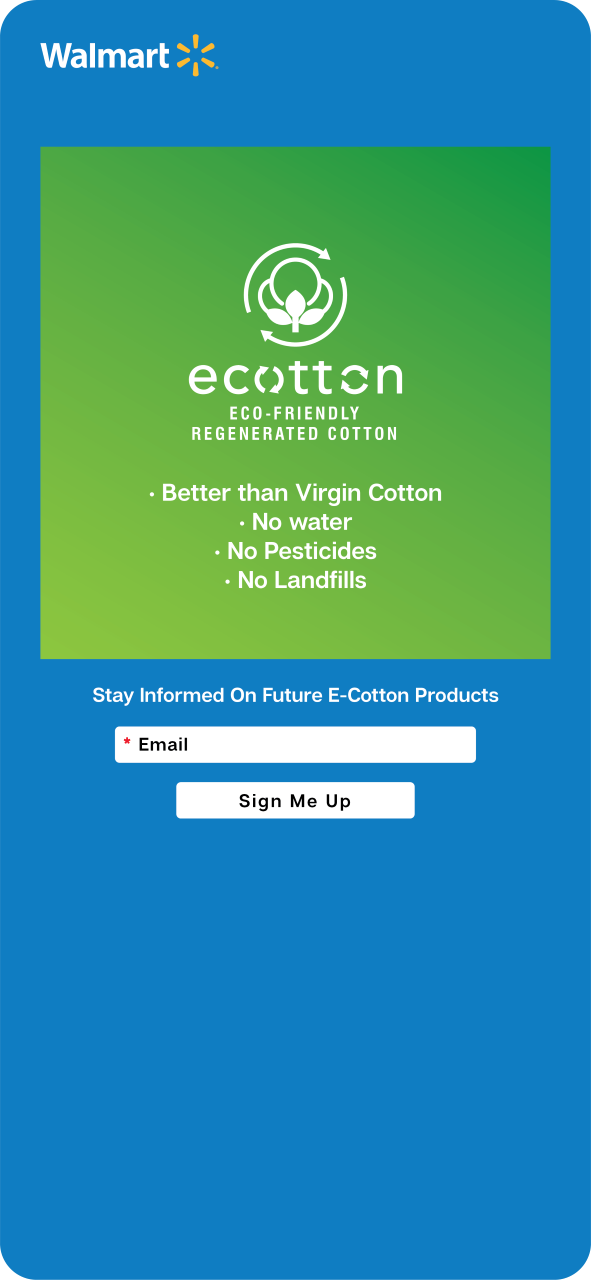 Walmart
ecotton
ECO-FRIENDLY
REGENERATED COTTON
· Better than Virgin Cotton
· No water
· No Pesticides
· No Landfills
Stay Informed On Future E-Cotton Products
* Email
Sign Me Up